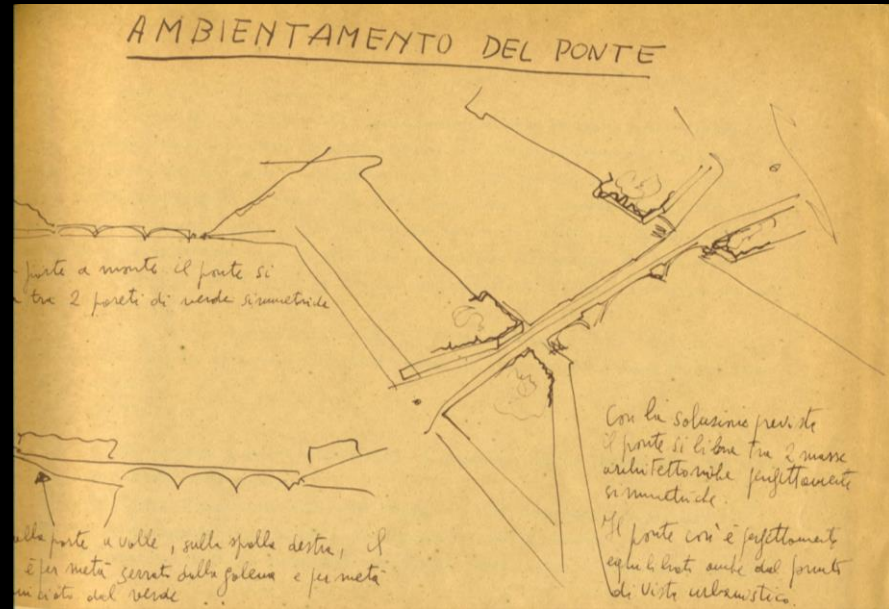 AMBIENTAMENTO DEL PONTE
parte a monte il ponte si
tra 2 pareti di verde simmetriche
Con la soluzione prevista
il ponte si libra tra 2 masse
architettoniche perfettamente
simmetriche.
Il ponte così è perfettamente
equilibrato anche dal punto
di vista urbanistico.
alla parte a valle, sulla spalla destra, il
è per metà serrato dalla galena e per metà
dal verde